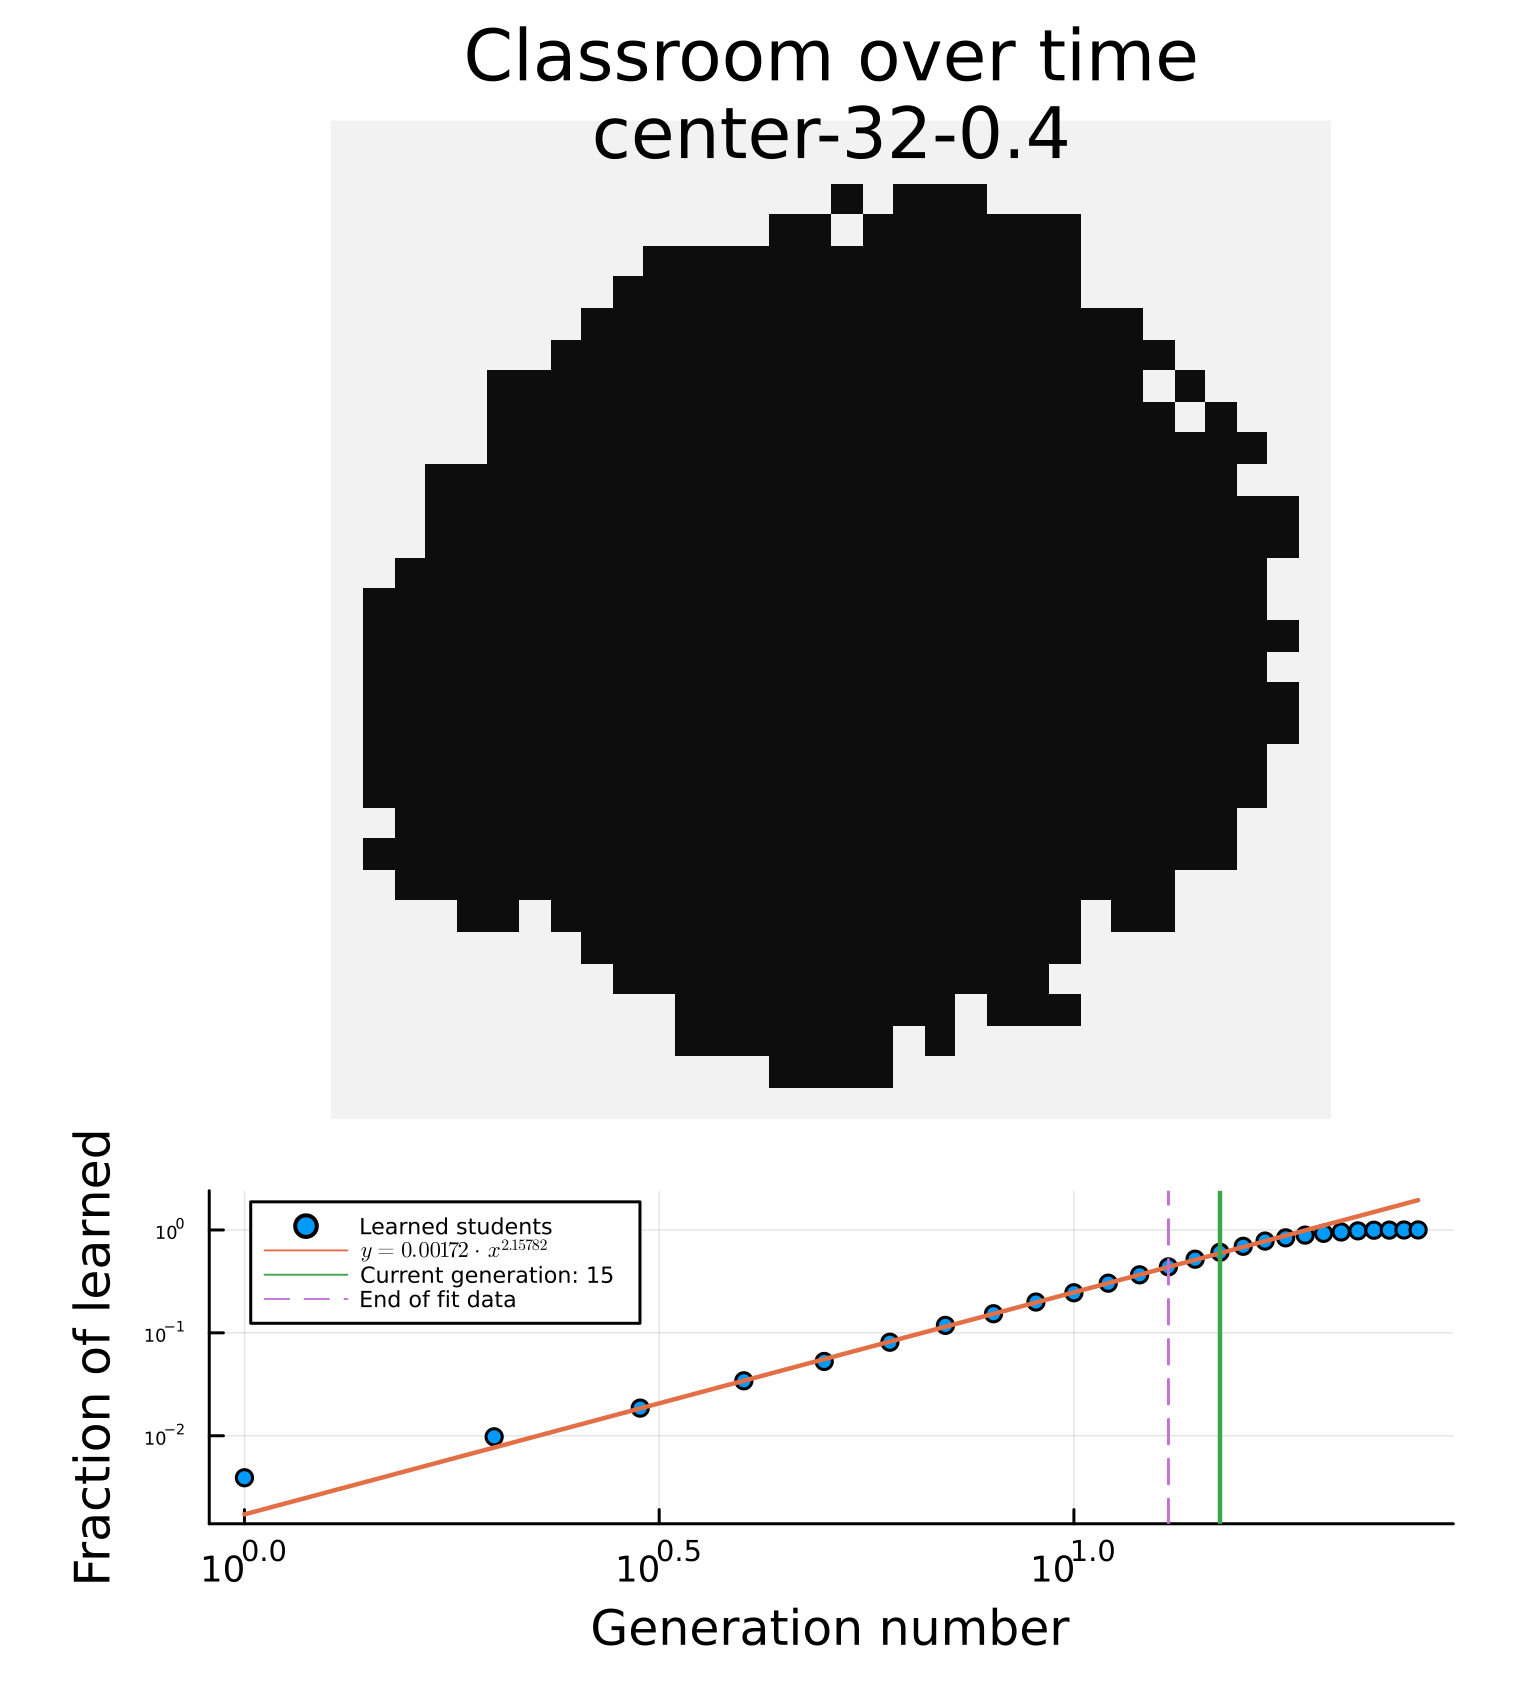 Classroom over time
center-32-0.4
Fraction of learned
10^0
10^−1
10^−2
Learned students
y = 0.00172 · x^2.15782
Current generation: 15
End of fit data
10^0.0
10^0.5
10^1.0
Generation number